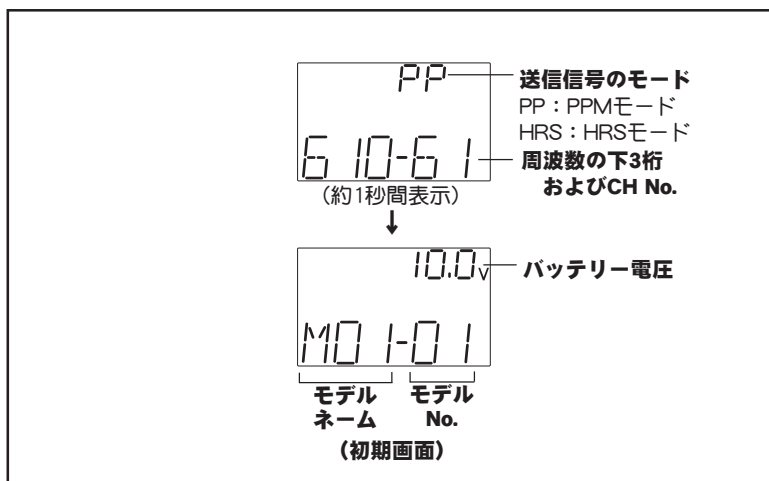 PP
送信信号のモード
PP：PPMモード
HRS：HRSモード
610-61
周波数の下3桁
およびCH No.
（約1秒間表示）
↓
10.0V
バッテリー電圧
M01-01
モデル
ネーム
モデル
No.
（初期画面）